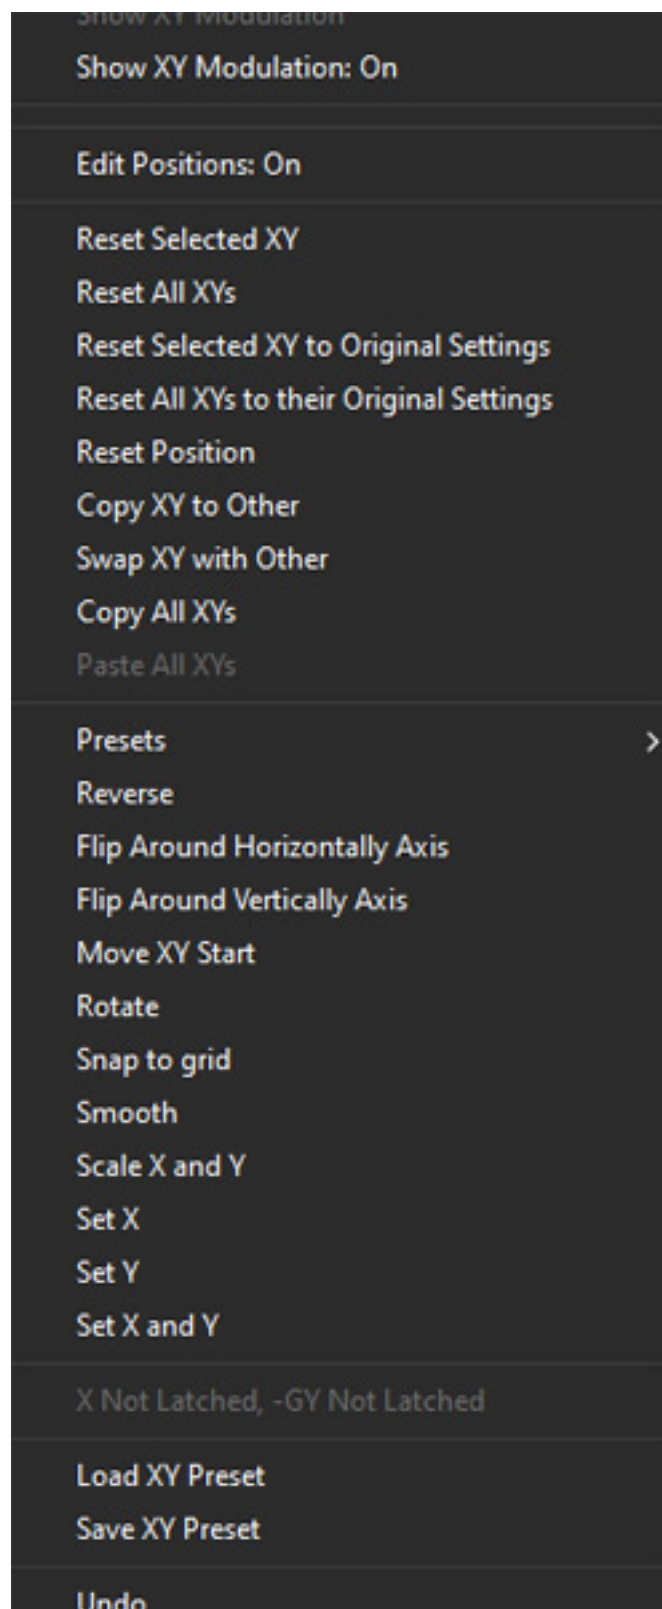 Show XY Modulation
Show XY Modulation: On
Edit Positions: On
Reset Selected XY
Reset All XYs
Reset Selected XY to Original Settings
Reset All XYs to their Original Settings
Reset Position
Copy XY to Other
Swap XY with Other
Copy All XYs
Paste All XYs
Presets
Reverse
Flip Around Horizontally Axis
Flip Around Vertically Axis
Move XY Start
Rotate
Snap to grid
Smooth
Scale X and Y
Set X
Set Y
Set X and Y
X Not Latched, -GY Not Latched
Load XY Preset
Save XY Preset
Undo